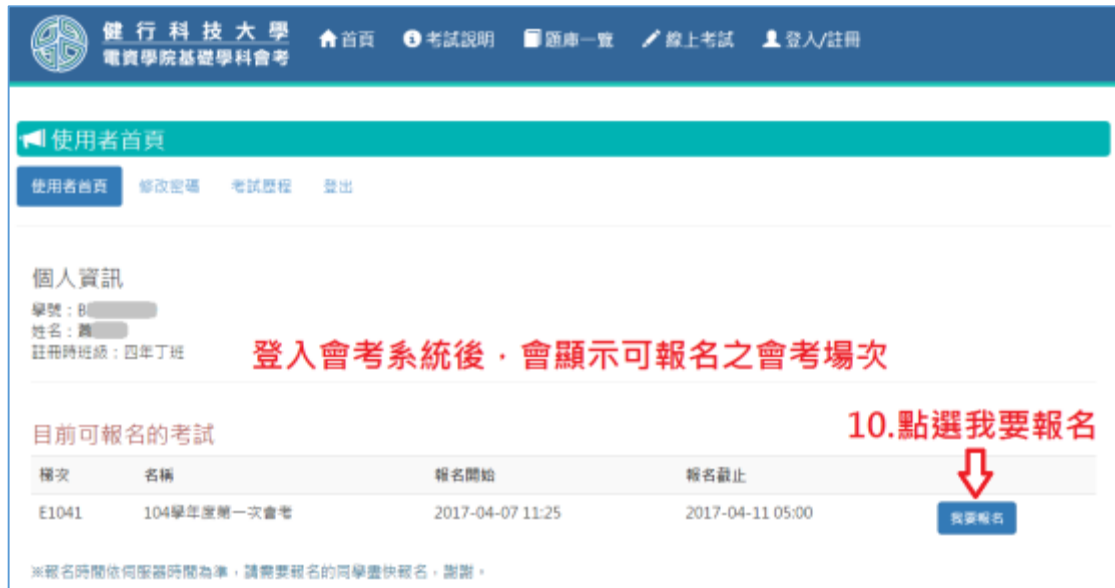 健行科技大學
電資學院基礎學科會考
首頁 考試說明 題庫一覽 線上考試 登入/註冊
使用者首頁
使用者首頁 修改密碼 考試歷程 登出
個人資訊
學號：B
姓名：蕭
註冊時班級：四年丁班
登入會考系統後，會顯示可報名之會考場次
目前可報名的考試
10.點選我要報名
梯次 名稱 報名開始 報名截止
E1041 104學年度第一次會考 2017-04-07 11:25 2017-04-11 05:00 我要報名
※報名時間依伺服器時間為準，請需要報名的同學盡快報名，謝謝。